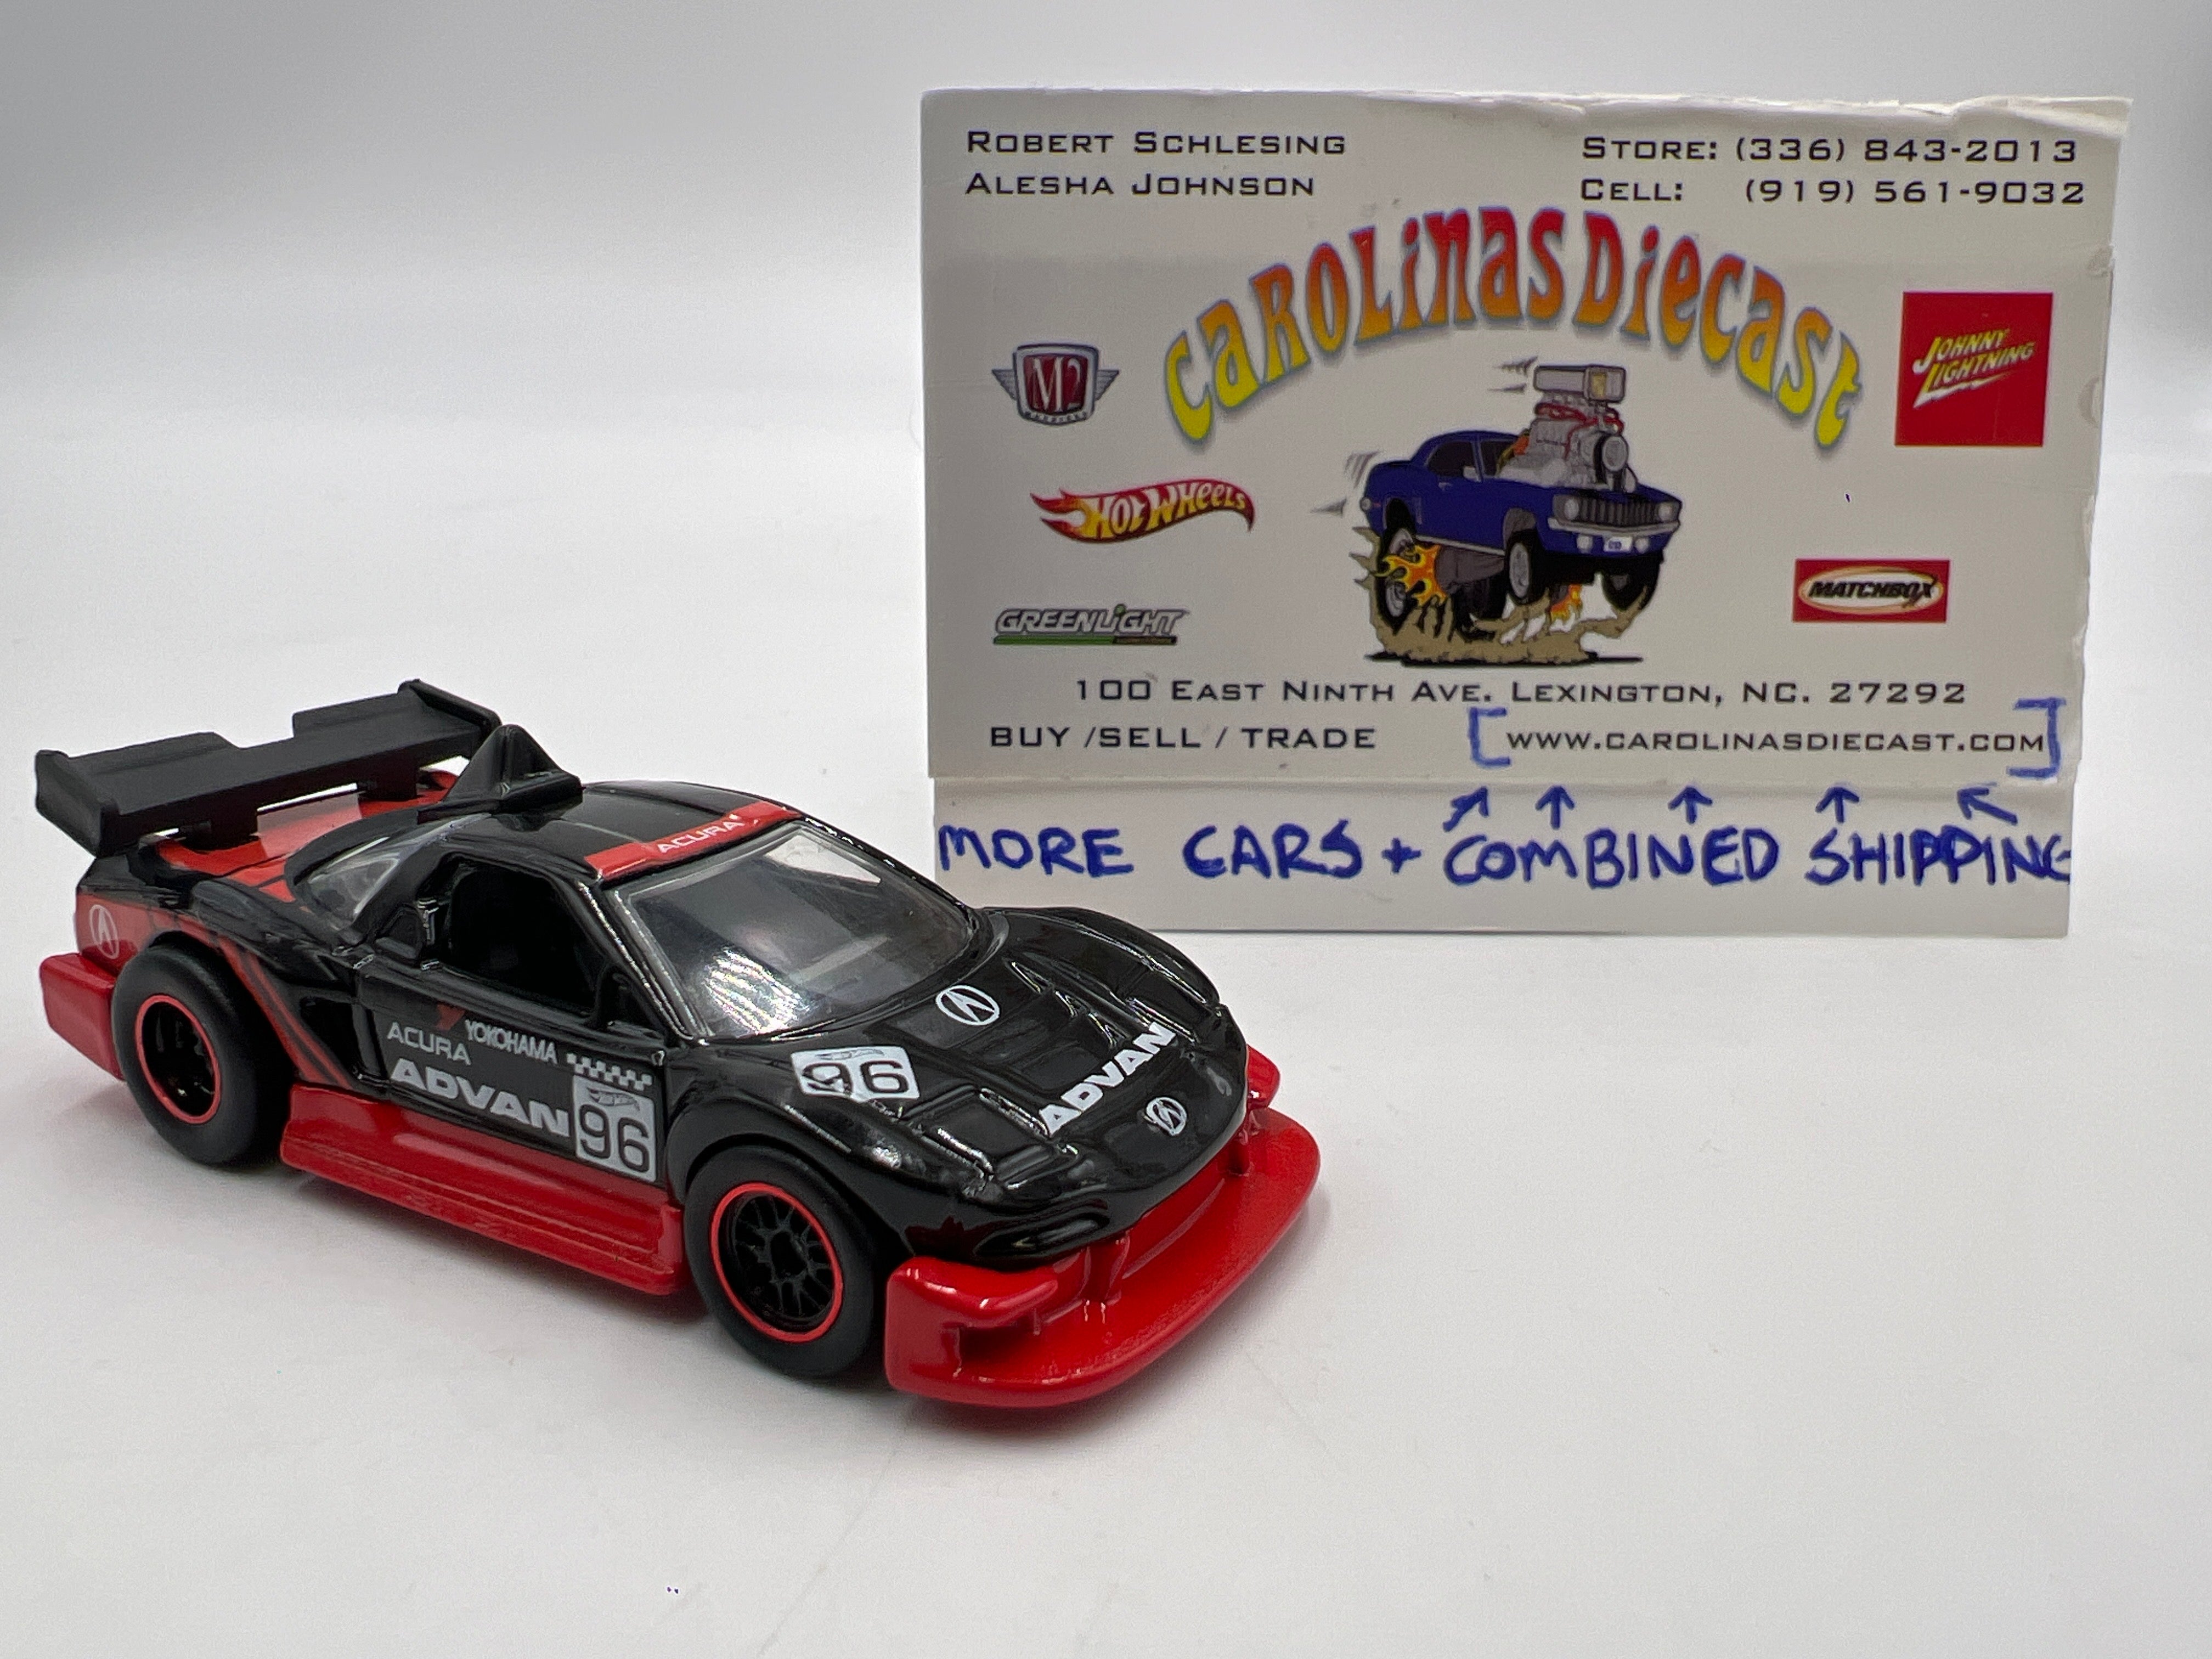 ROBERT SCHLESING
ALESHA JOHNSON
STORE: (336) 843-2013
CELL: (919) 561-9032
CAROLINAS DIECAST
M2
JOHNNY
LIGHTNING
HOT WHEELS
MATCHBOX
GREENLIGHT
100 EAST NINTH AVE. LEXINGTON, NC. 27292
BUY /SELL / TRADE [WWW.CAROLINASDIECAST.COM]
MORE CARS + COMBINED SHIPPING
ACURA
ACURA
YOKOHAMA
ADVAN
96
96
ADVAN